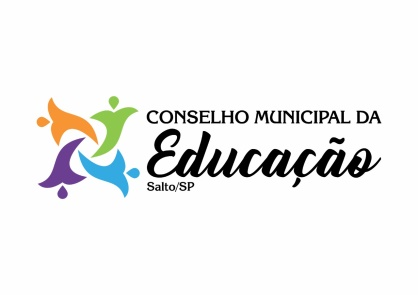 CONSELHO MUNICIPAL DA
Educação
Salto/SP